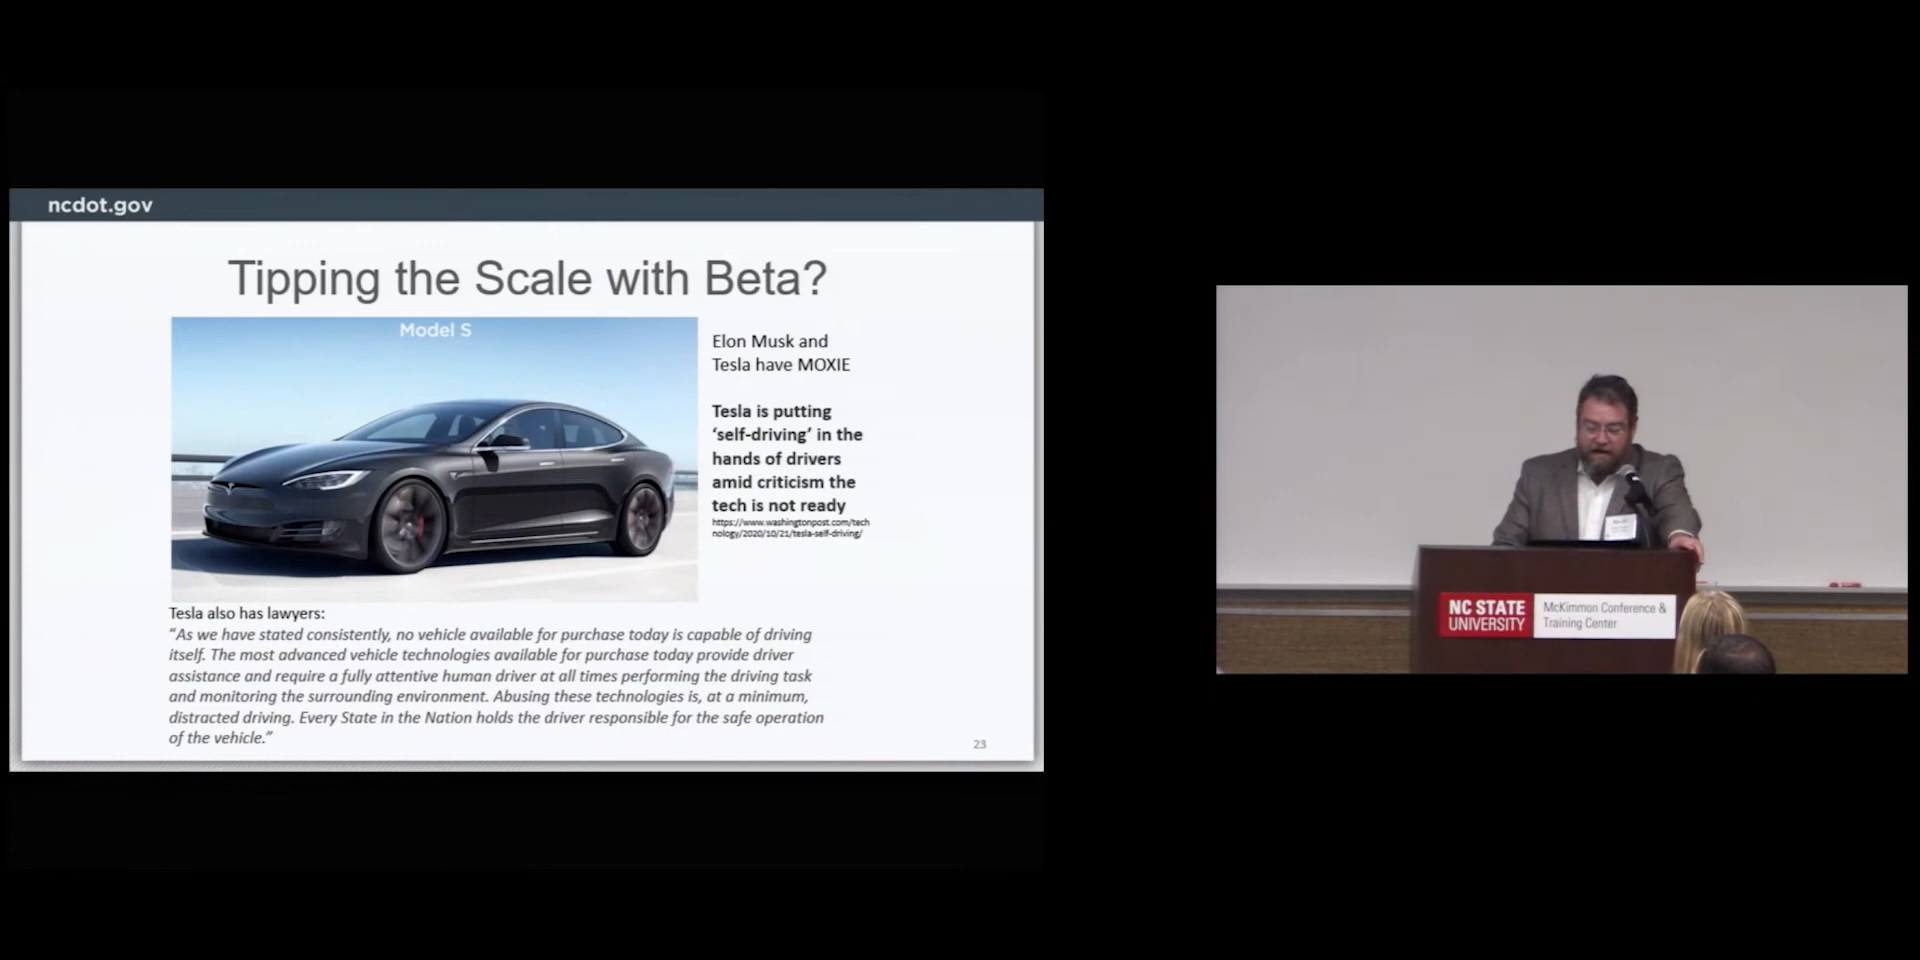 ncdot.gov
Tipping the Scale with Beta?
Model S
Elon Musk and
Tesla have MOXIE
Tesla is putting
‘self-driving’ in the
hands of drivers
amid criticism the
tech is not ready
https://www.washingtonpost.com/tech
nology/2020/10/21/tesla-self-driving/
Tesla also has lawyers:
“As we have stated consistently, no vehicle available for purchase today is capable of driving
itself. The most advanced vehicle technologies available for purchase today provide driver
assistance and require a fully attentive human driver at all times performing the driving task
and monitoring the surrounding environment. Abusing these technologies is, at a minimum,
distracted driving. Every State in the Nation holds the driver responsible for the safe operation
of the vehicle.”
23
NC STATE
UNIVERSITY
McKimmon Conference &
Training Center